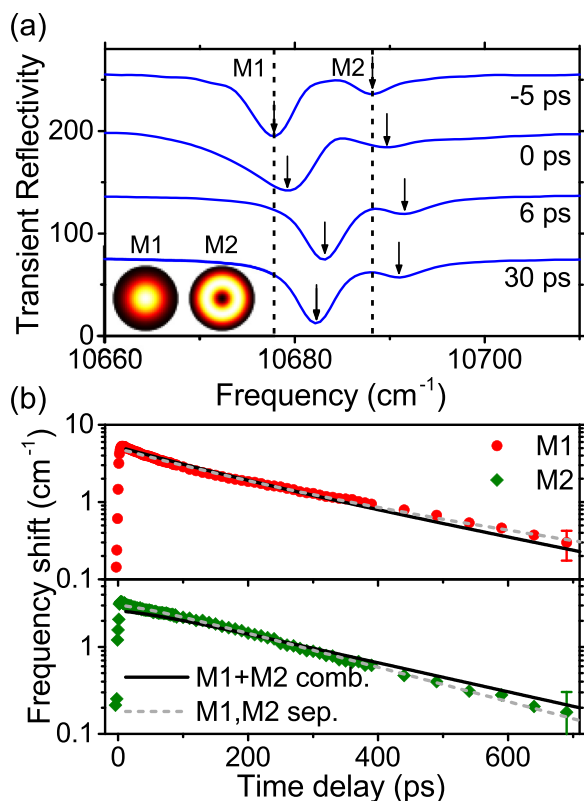 (a)
M1 M2
-5 ps
0 ps
6 ps
30 ps
M1 M2
Transient Reflectivity
200
100
0
10660 10680 10700
Frequency (cm⁻¹)
(b)
10
1
0.1
M1
M2
Frequency shift (cm⁻¹)
1
0.1
M1+M2 comb.
M1,M2 sep.
0 200 400 600
Time delay (ps)